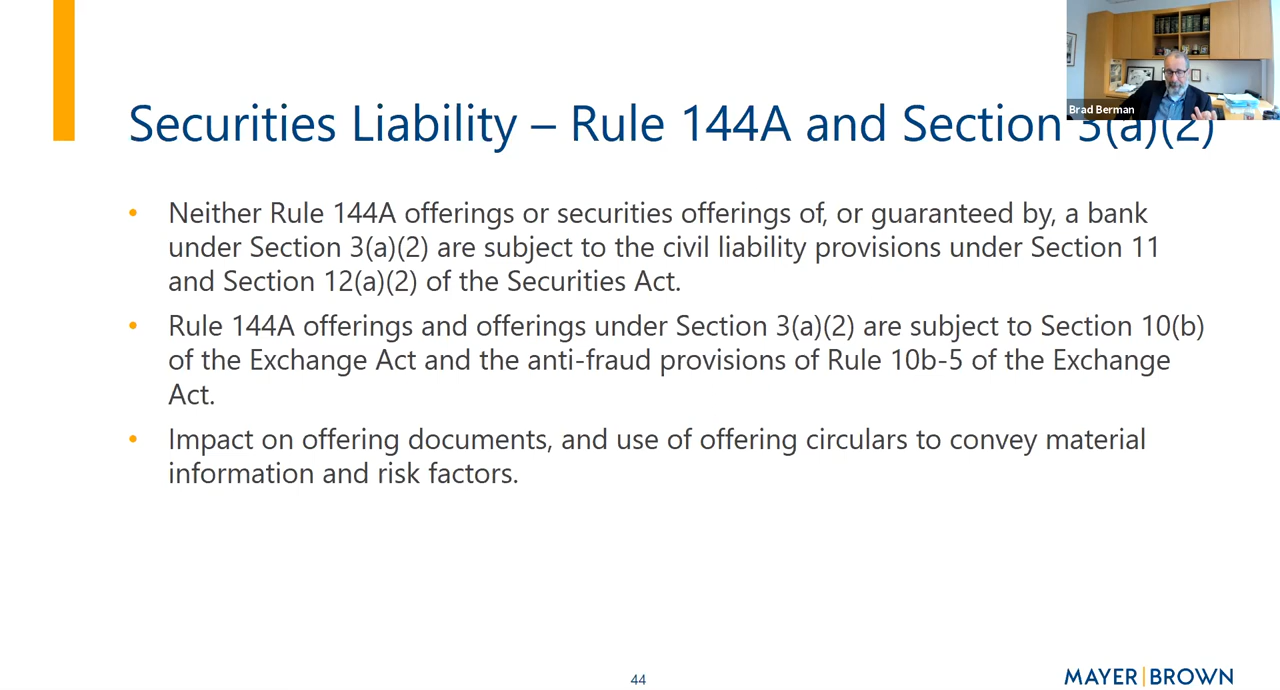 Brad Berman
Securities Liability – Rule 144A and Section 3(a)(2)
• Neither Rule 144A offerings or securities offerings of, or guaranteed by, a bank
under Section 3(a)(2) are subject to the civil liability provisions under Section 11
and Section 12(a)(2) of the Securities Act.
• Rule 144A offerings and offerings under Section 3(a)(2) are subject to Section 10(b)
of the Exchange Act and the anti-fraud provisions of Rule 10b-5 of the Exchange
Act.
• Impact on offering documents, and use of offering circulars to convey material
information and risk factors.
44
MAYER|BROWN